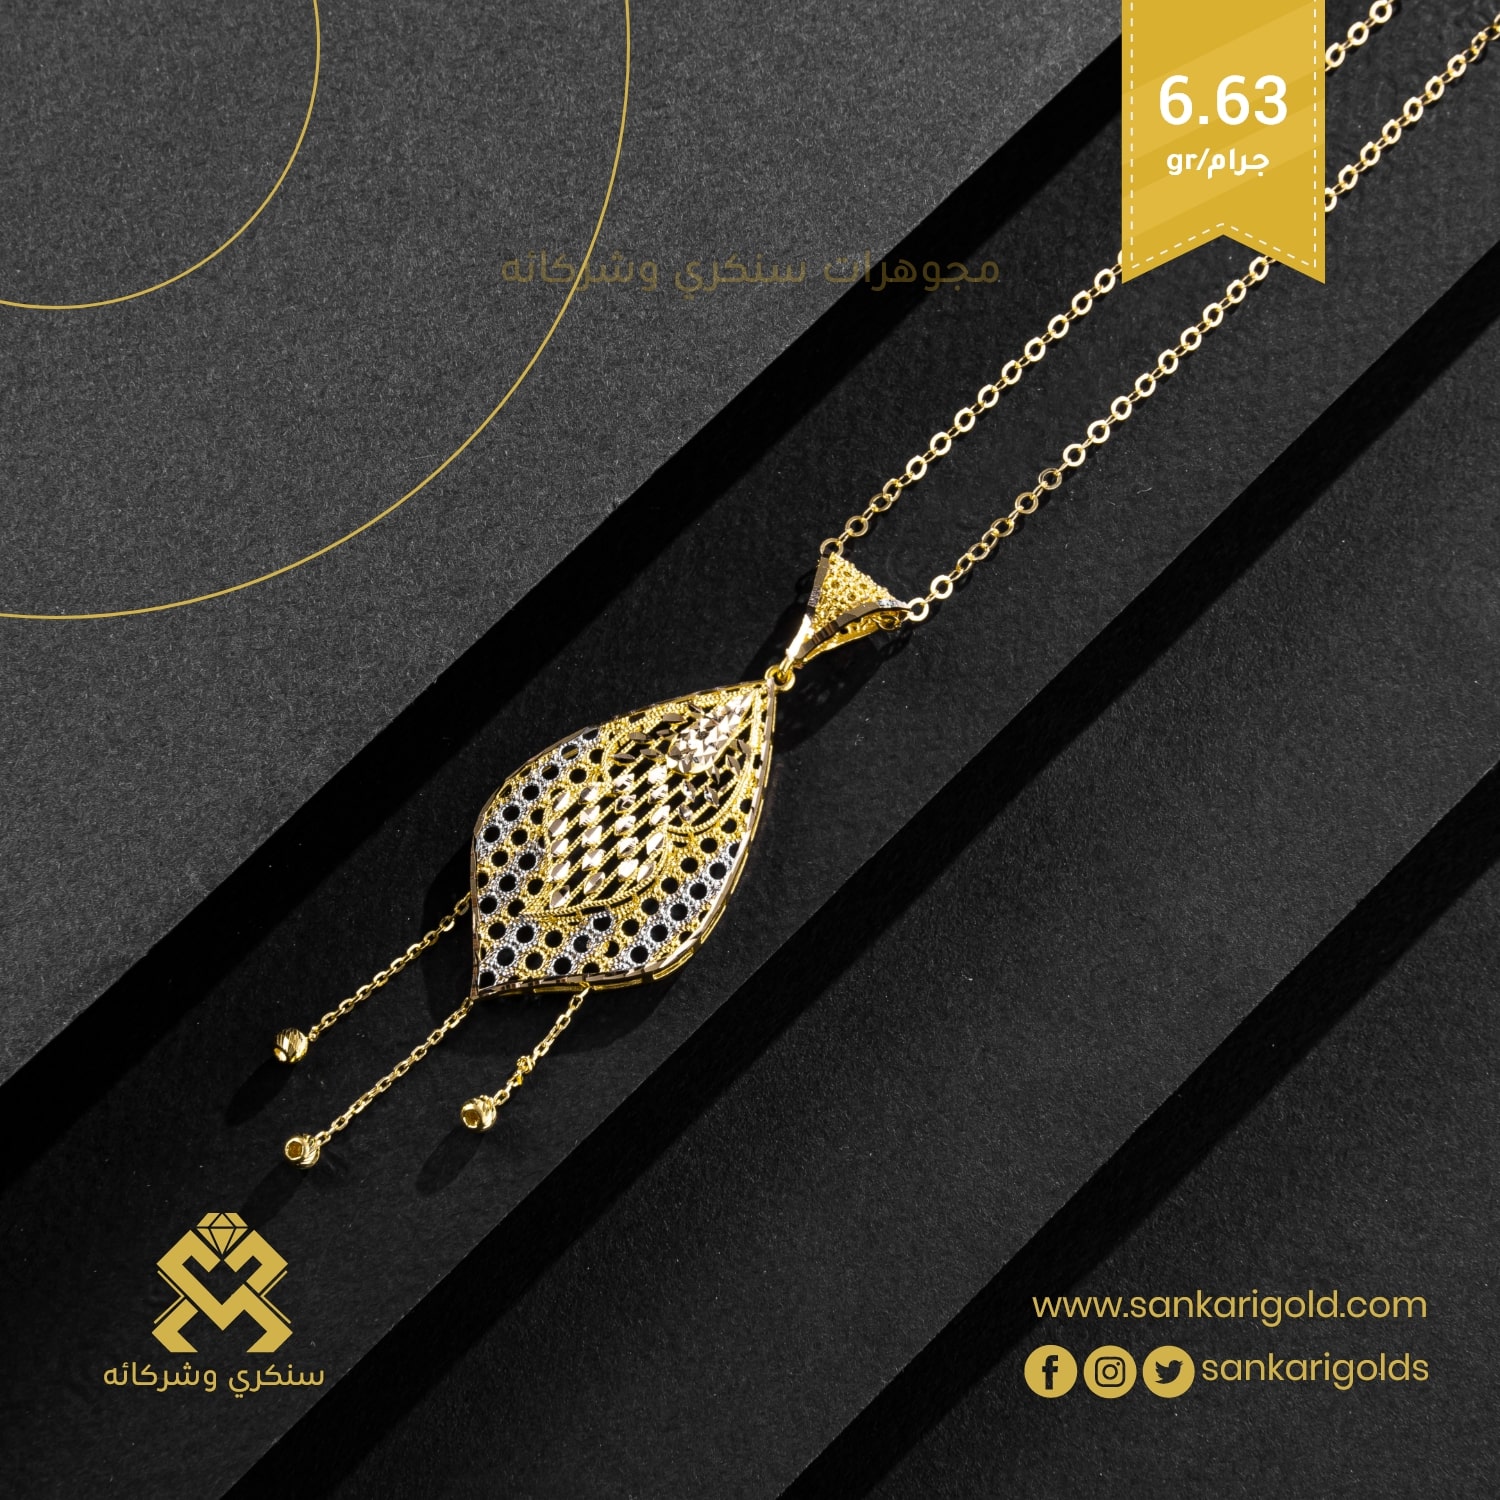 6.63
gr/جرام
مجوهرات سنكري وشركائه
سنكري وشركائه
www.sankarigold.com
sankarigolds